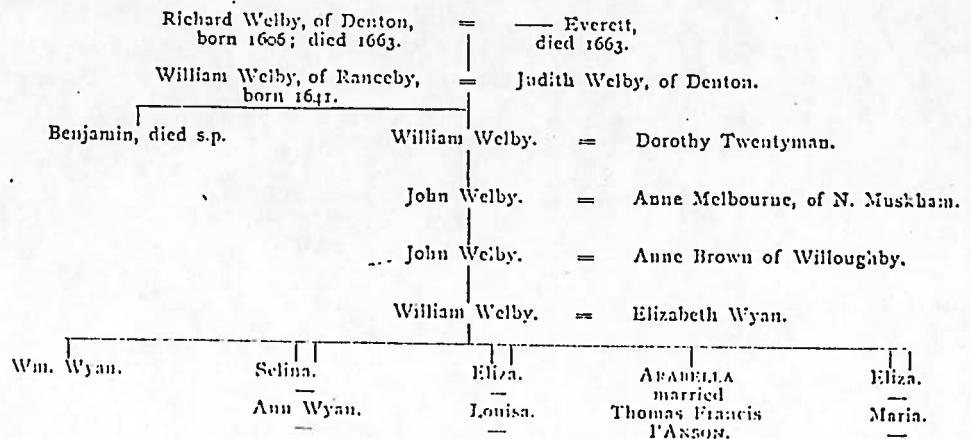 Richard Welby, of Denton, = —— Everett,
born 1606; died 1663. died 1663.
William Welby, of Ranceby, = Judith Welby, of Denton.
born 1641.
Benjamin, died s.p. William Welby. = Dorothy Twentyman.
John Welby. = Anne Melbourne, of N. Muskham.
John Welby. = Anne Brown of Willoughby.
William Welby. = Elizabeth Wyan.
Wm. Wyan. Selina. Eliza. ARABELLA Eliza.
— — married —
Ann Wyan. Louisa. Thomas Francis Maria.
— — I'ANSON. —